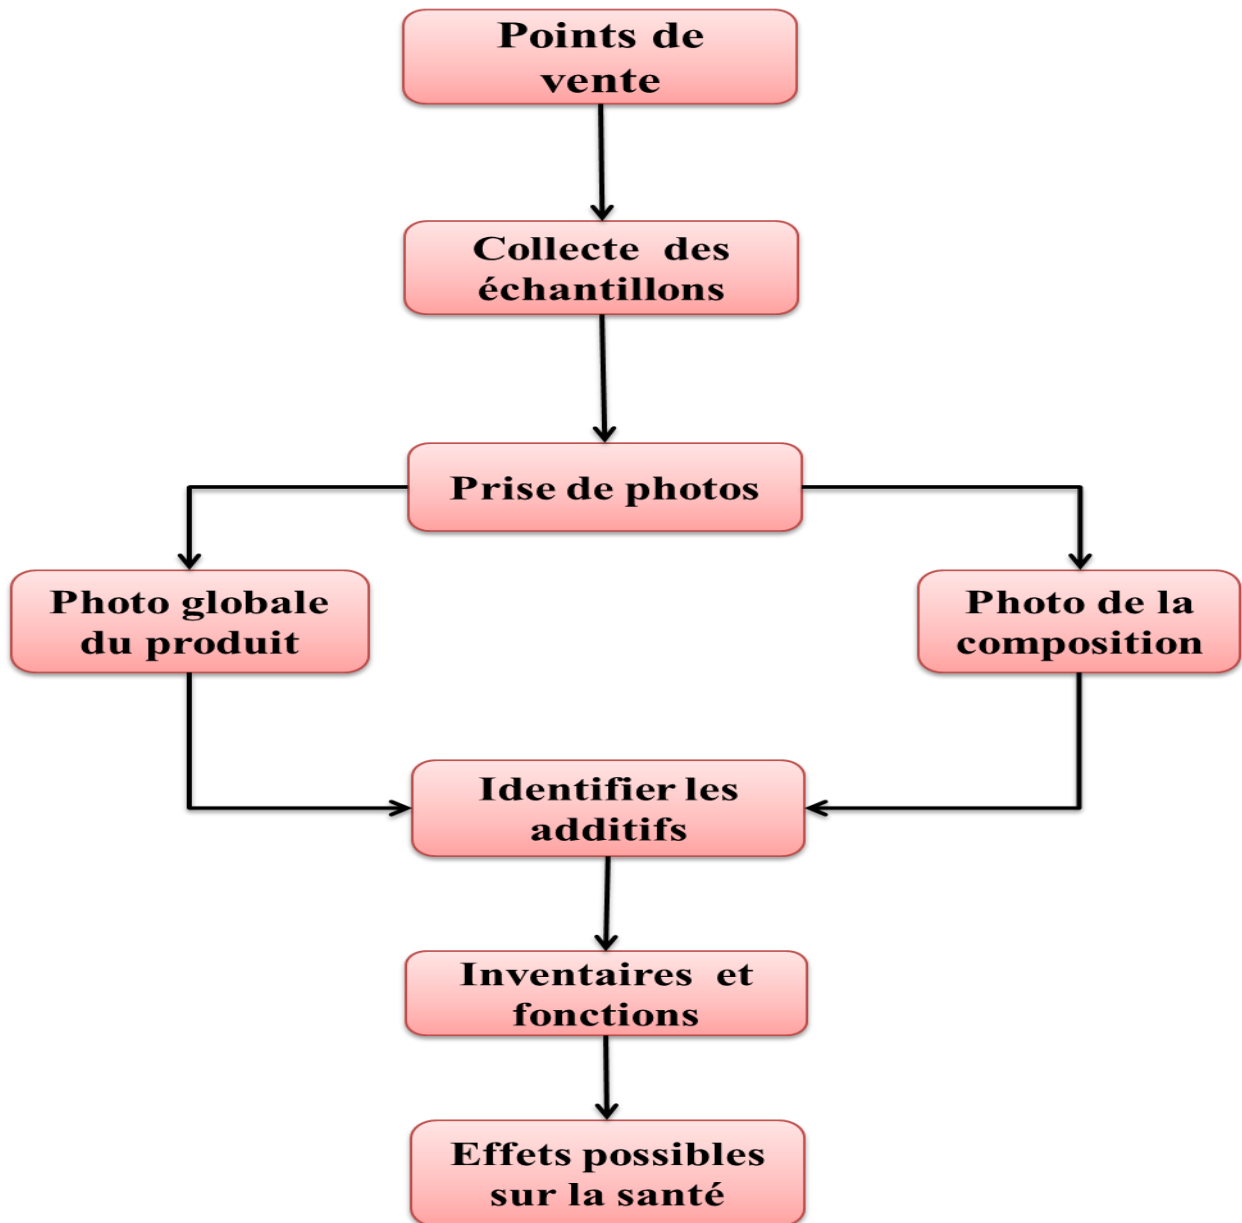 Points de
vente
Collecte des
échantillons
Prise de photos
Photo globale
du produit
Photo de la
composition
Identifier les
additifs
Inventaires et
fonctions
Effets possibles
sur la santé